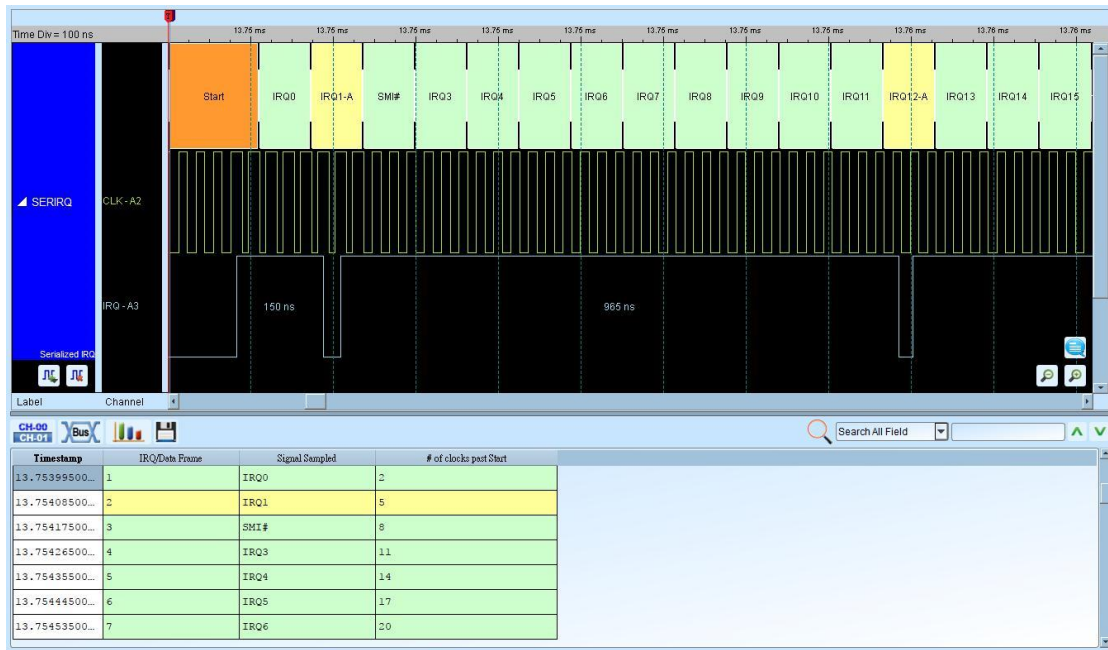 Time Div = 100 ns
13.75 ms 13.75 ms 13.75 ms 13.75 ms 13.75 ms 13.75 ms 13.75 ms 13.75 ms 13.76 ms 13.76 ms 13.76 ms
Start IRQ0 IRQ1-A SMI# IRQ3 IRQ4 IRQ5 IRQ6 IRQ7 IRQ8 IRQ9 IRQ10 IRQ11 IRQ12-A IRQ13 IRQ14 IRQ15
SERIRQ CLK - A2
IRQ - A3 150 ns 965 ns
Serialized IRQ
Label Channel
CH-00
CH-01 Bus Search All Field
Timestamp IRQ/Data Frame Signal Sampled # of clocks past Start
13.75399500... 1 IRQ0 2
13.75408500... 2 IRQ1 5
13.75417500... 3 SMI# 8
13.75426500... 4 IRQ3 11
13.75435500... 5 IRQ4 14
13.75444500... 6 IRQ5 17
13.75453500... 7 IRQ6 20